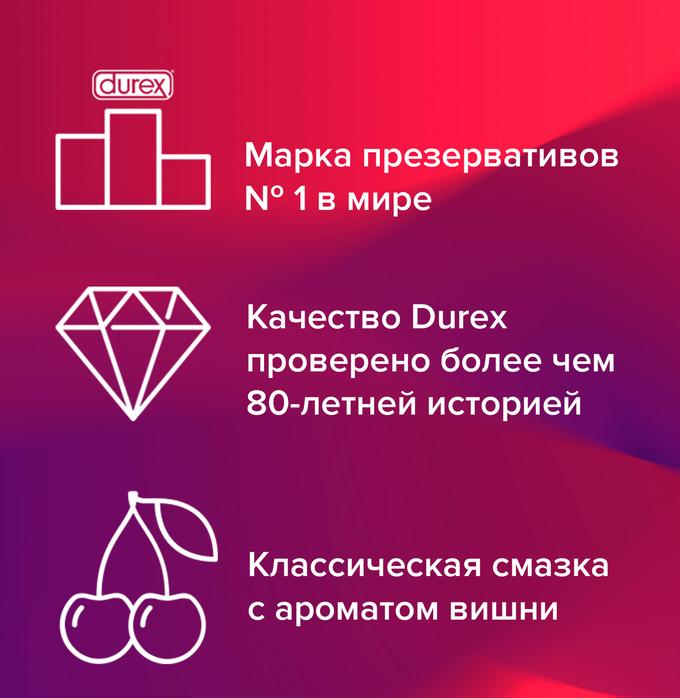 durex
Марка презервативов
№ 1 в мире
Качество Durex
проверено более чем
80-летней историей
Классическая смазка
с ароматом вишни